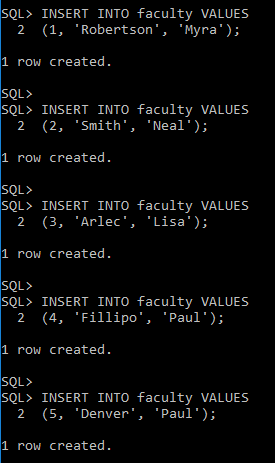 SQL> INSERT INTO faculty VALUES
2 (1, 'Robertson', 'Myra');
1 row created.
SQL>
SQL> INSERT INTO faculty VALUES
2 (2, 'Smith', 'Neal');
1 row created.
SQL>
SQL> INSERT INTO faculty VALUES
2 (3, 'Arlec', 'Lisa');
1 row created.
SQL>
SQL> INSERT INTO faculty VALUES
2 (4, 'Fillipo', 'Paul');
1 row created.
SQL>
SQL> INSERT INTO faculty VALUES
2 (5, 'Denver', 'Paul');
1 row created.